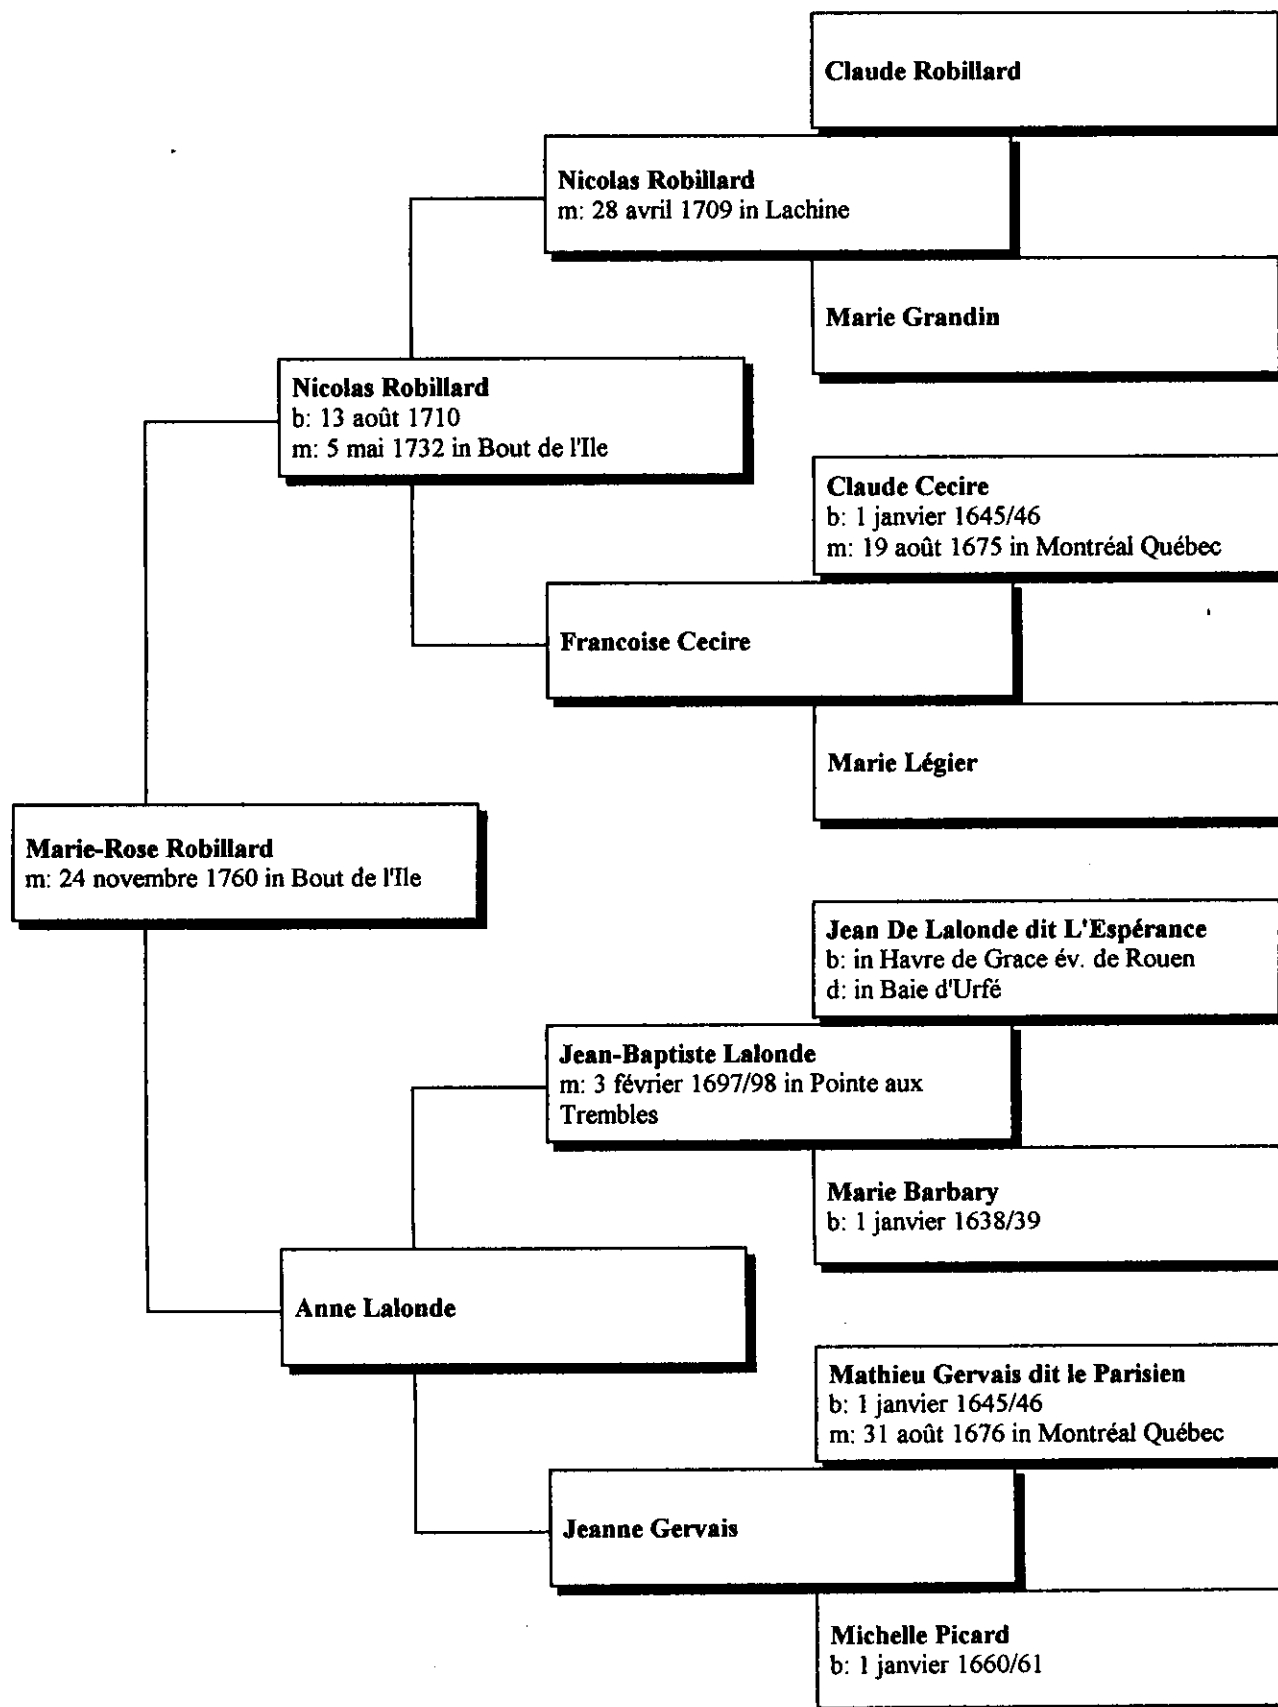 Claude Robillard
Nicolas Robillard
m: 28 avril 1709 in Lachine
Marie Grandin
Nicolas Robillard
b: 13 août 1710
m: 5 mai 1732 in Bout de l'Ile
Claude Cecire
b: 1 janvier 1645/46
m: 19 août 1675 in Montréal Québec
Francoise Cecire
Marie Légier
Marie-Rose Robillard
m: 24 novembre 1760 in Bout de l'Ile
Jean De Lalonde dit L'Espérance
b: in Havre de Grace év. de Rouen
d: in Baie d'Urfé
Jean-Baptiste Lalonde
m: 3 février 1697/98 in Pointe aux
Trembles
Marie Barbary
b: 1 janvier 1638/39
Anne Lalonde
Mathieu Gervais dit le Parisien
b: 1 janvier 1645/46
m: 31 août 1676 in Montréal Québec
Jeanne Gervais
Michelle Picard
b: 1 janvier 1660/61